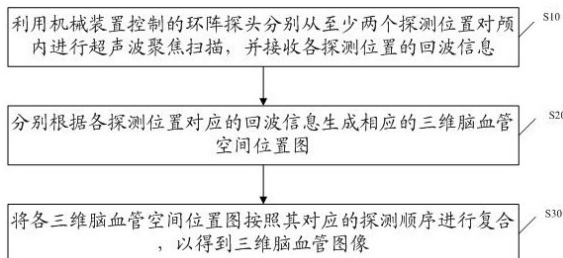 利用机械装置控制的环阵探头分别从至少两个探测位置对颅
内进行超声波聚焦扫描，并接收各探测位置的回波信息
S10
分别根据各探测位置对应的回波信息生成相应的三维脑血管
空间位置图
S20
将各三维脑血管空间位置图按照其对应的探测顺序进行复合
，以得到三维脑血管图像
S30